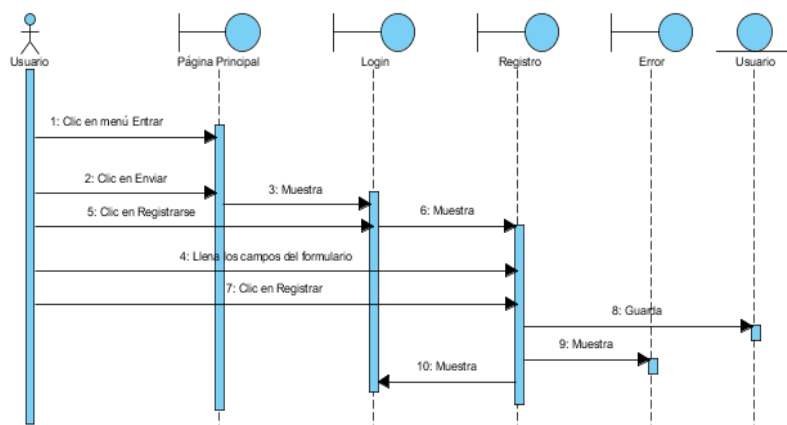 Usuario
Página Principal
Login
Registro
Error
Usuario
1: Clic en menú Entrar
2: Clic en Enviar
3: Muestra
5: Clic en Registrarse
6: Muestra
4: Llena los campos del formulario
7: Clic en Registrar
8: Guarda
9: Muestra
10: Muestra